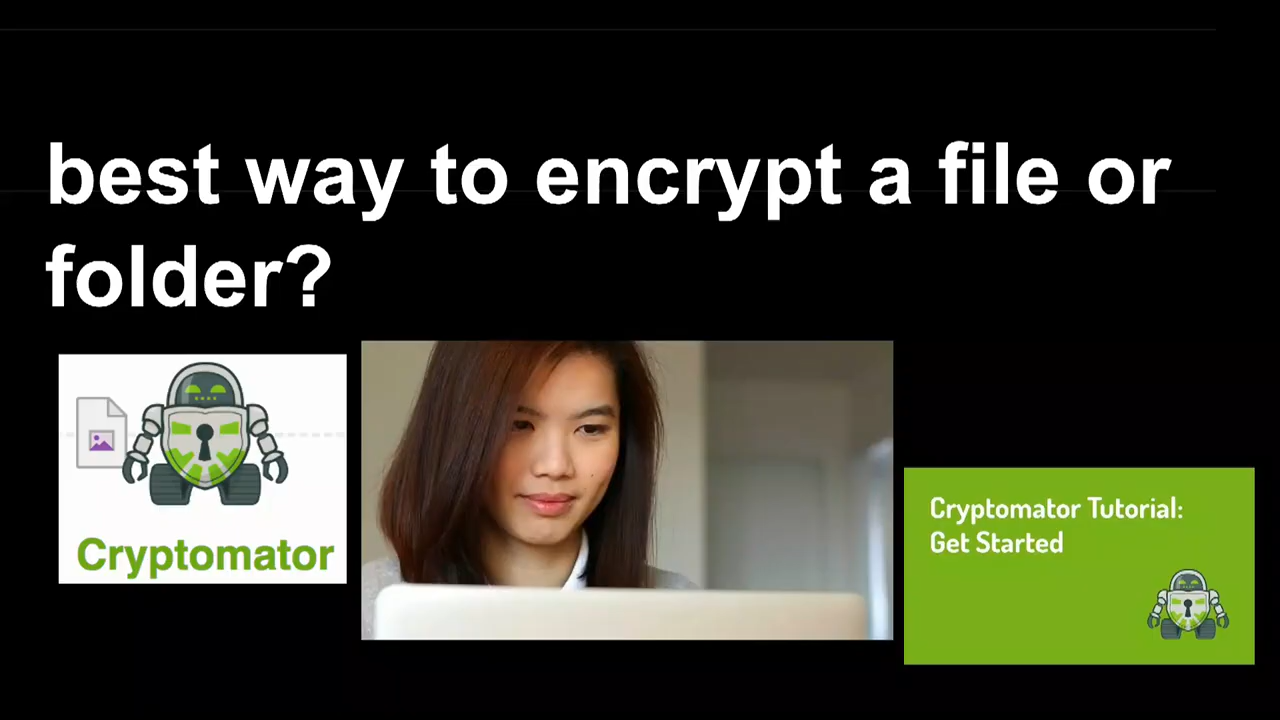 best way to encrypt a file or
folder?
Cryptomator
Cryptomator Tutorial:
Get Started